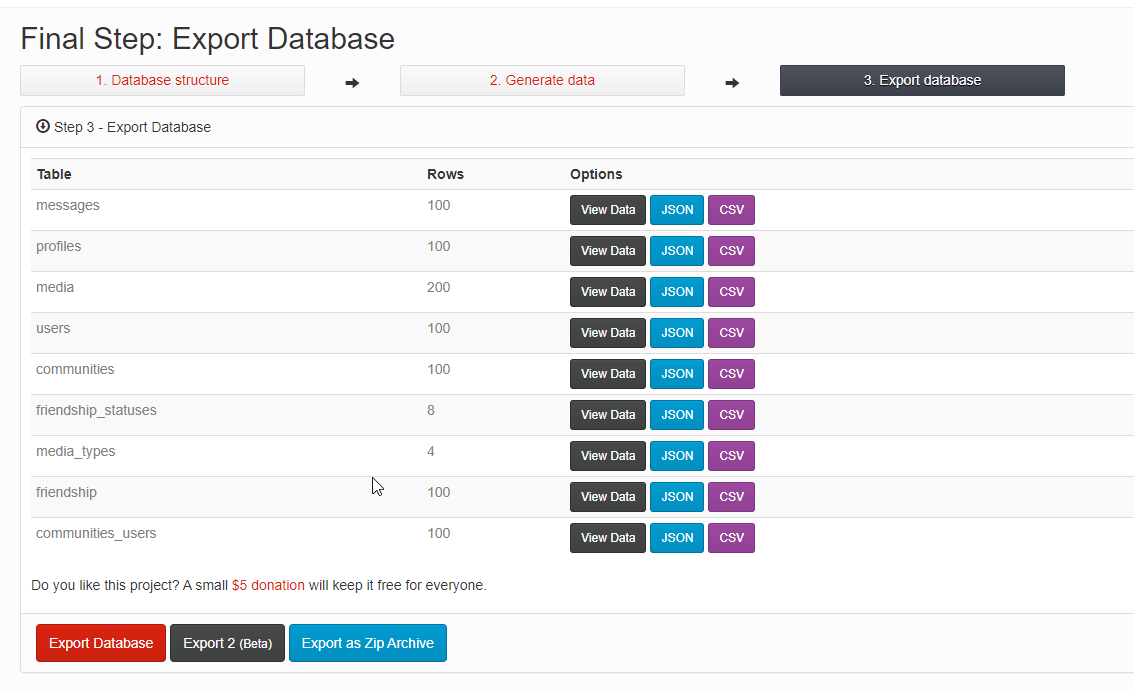 Final Step: Export Database
1. Database structure
2. Generate data
3. Export database
Step 3 - Export Database
Table Rows Options
messages 100 View Data JSON CSV
profiles 100 View Data JSON CSV
media 200 View Data JSON CSV
users 100 View Data JSON CSV
communities 100 View Data JSON CSV
friendship_statuses 8 View Data JSON CSV
media_types 4 View Data JSON CSV
friendship 100 View Data JSON CSV
communities_users 100 View Data JSON CSV
Do you like this project? A small $5 donation will keep it free for everyone.
Export Database Export 2 (Beta) Export as Zip Archive